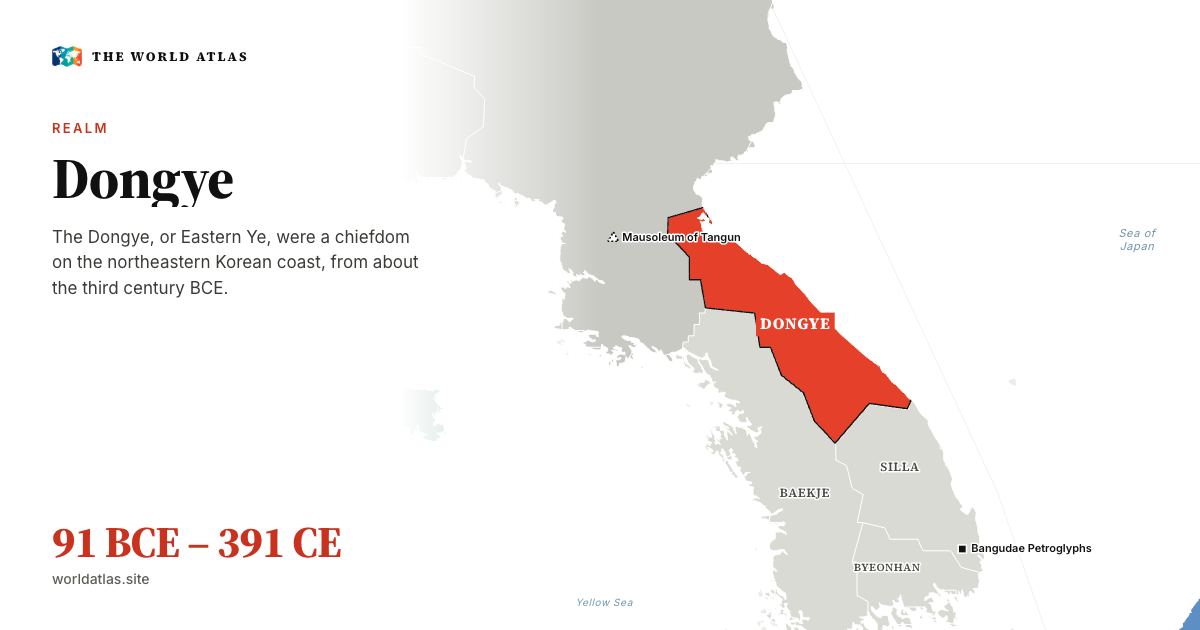 THE WORLD ATLAS
REALM
Dongye
The Dongye, or Eastern Ye, were a chiefdom
on the northeastern Korean coast, from about
the third century BCE.
91 BCE – 391 CE
worldatlas.site
Mausoleum of Tangun
Sea of
Japan
DONGYE
SILLA
BAEKJE
Bangudae Petroglyphs
BYEONHAN
Yellow Sea